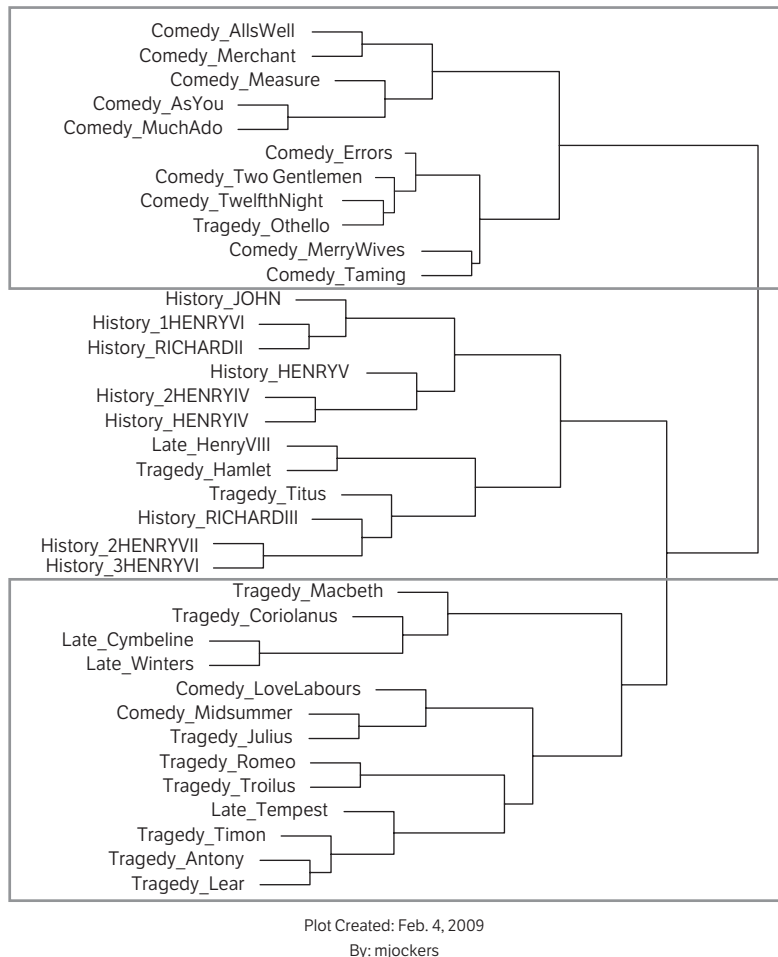 Comedy_AllsWell
Comedy_Merchant
Comedy_Measure
Comedy_AsYou
Comedy_MuchAdo
Comedy_Errors
Comedy_Two Gentlemen
Comedy_TwelfthNight
Tragedy_Othello
Comedy_MerryWives
Comedy_Taming
History_JOHN
History_1HENRYVI
History_RICHARDII
History_HENRYV
History_2HENRYIV
History_HENRYIV
Late_HenryVIII
Tragedy_Hamlet
Tragedy_Titus
History_RICHARDIII
History_2HENRYVII
History_3HENRYVI
Tragedy_Macbeth
Tragedy_Coriolanus
Late_Cymbeline
Late_Winters
Comedy_LoveLabours
Comedy_Midsummer
Tragedy_Julius
Tragedy_Romeo
Tragedy_Troilus
Late_Tempest
Tragedy_Timon
Tragedy_Antony
Tragedy_Lear
Plot Created: Feb. 4, 2009
By: mjockers